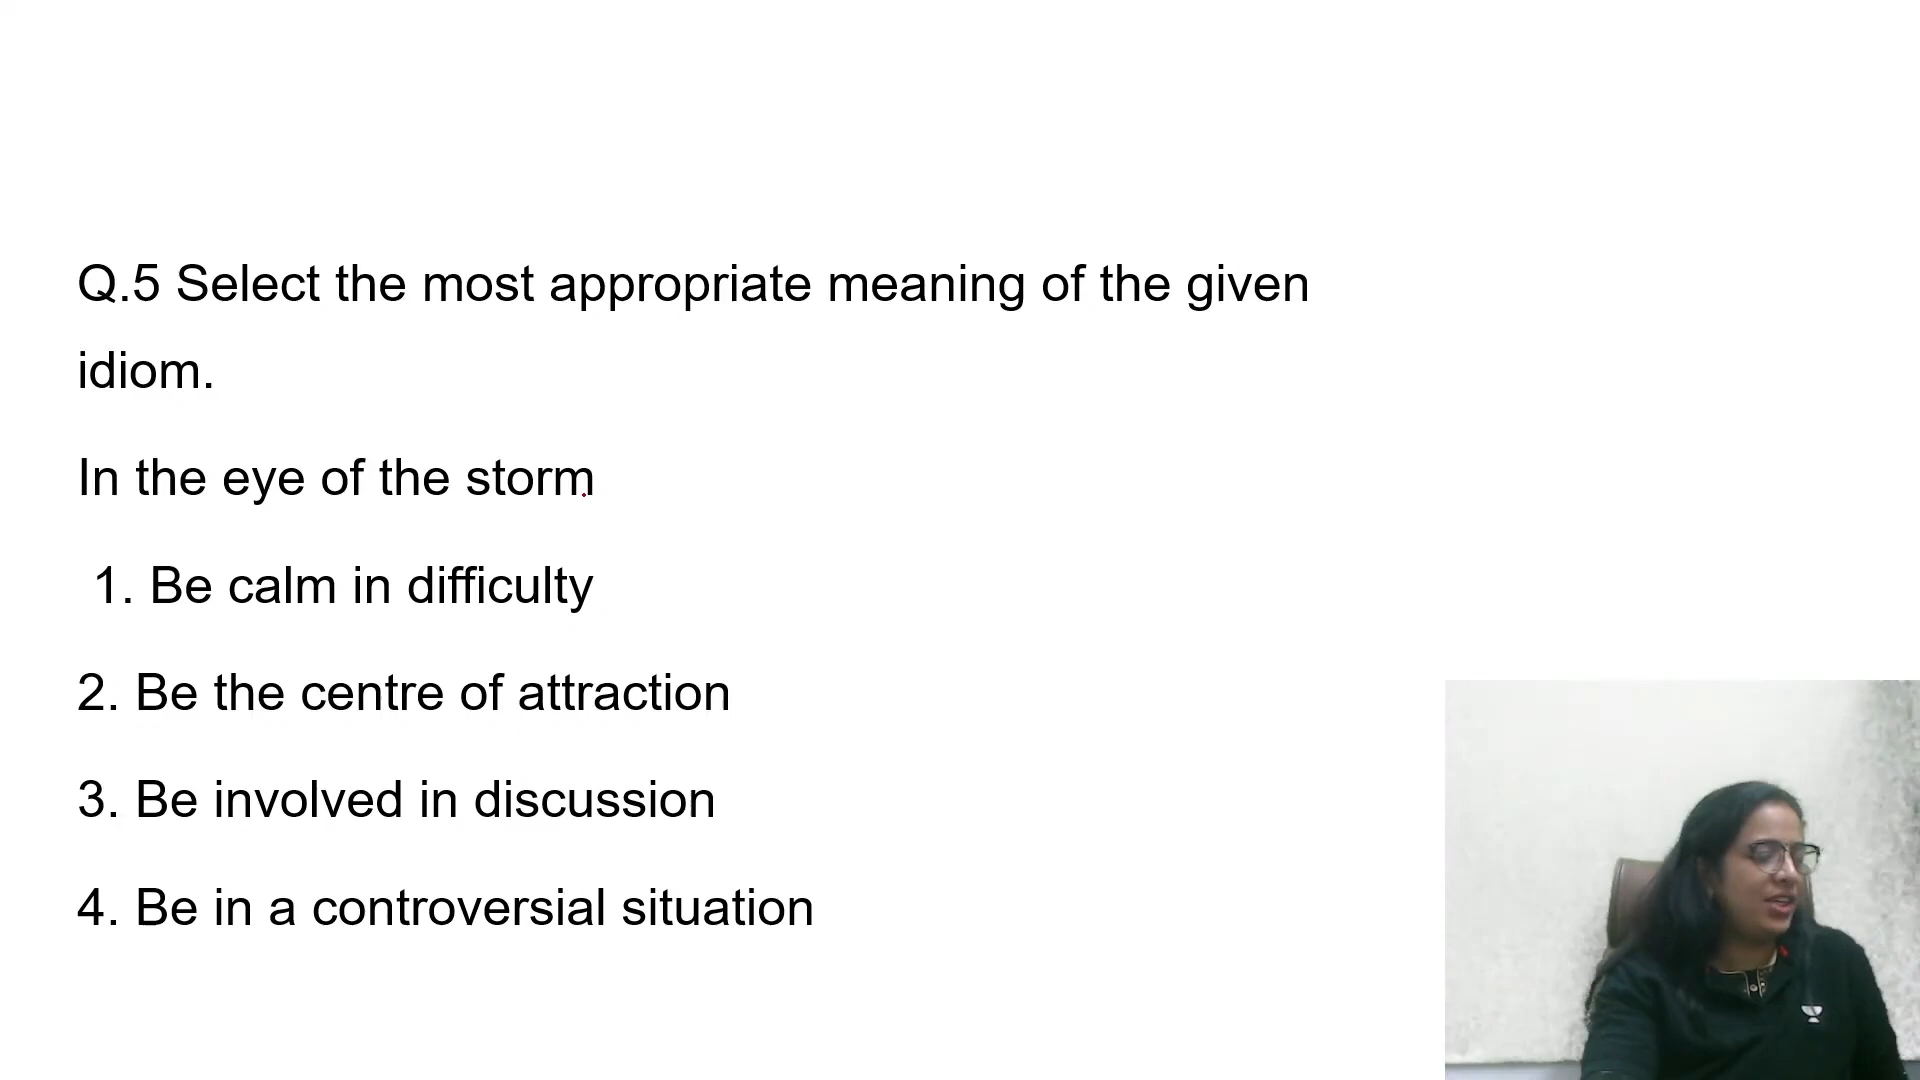 Q.5 Select the most appropriate meaning of the given
idiom.
In the eye of the storm
1. Be calm in difficulty
2. Be the centre of attraction
3. Be involved in discussion
4. Be in a controversial situation